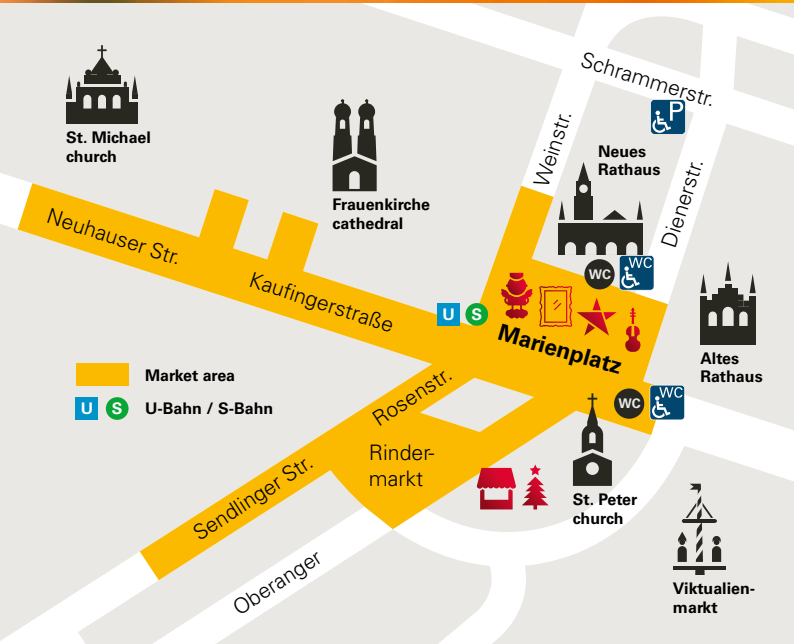 Schrammerstr.
P
St. Michael
church
Weinstr.
Neues
Rathaus
Dienerstr.
Frauenkirche
cathedral
Neuhauser Str.
Kaufingerstraße
WC
WC
U S
Marienplatz
Altes
Rathaus
Market area
U S U-Bahn / S-Bahn
Rosenstr.
WC
WC
Rinder-
markt
Sendlinger Str.
St. Peter
church
Oberanger
Viktualien-
markt